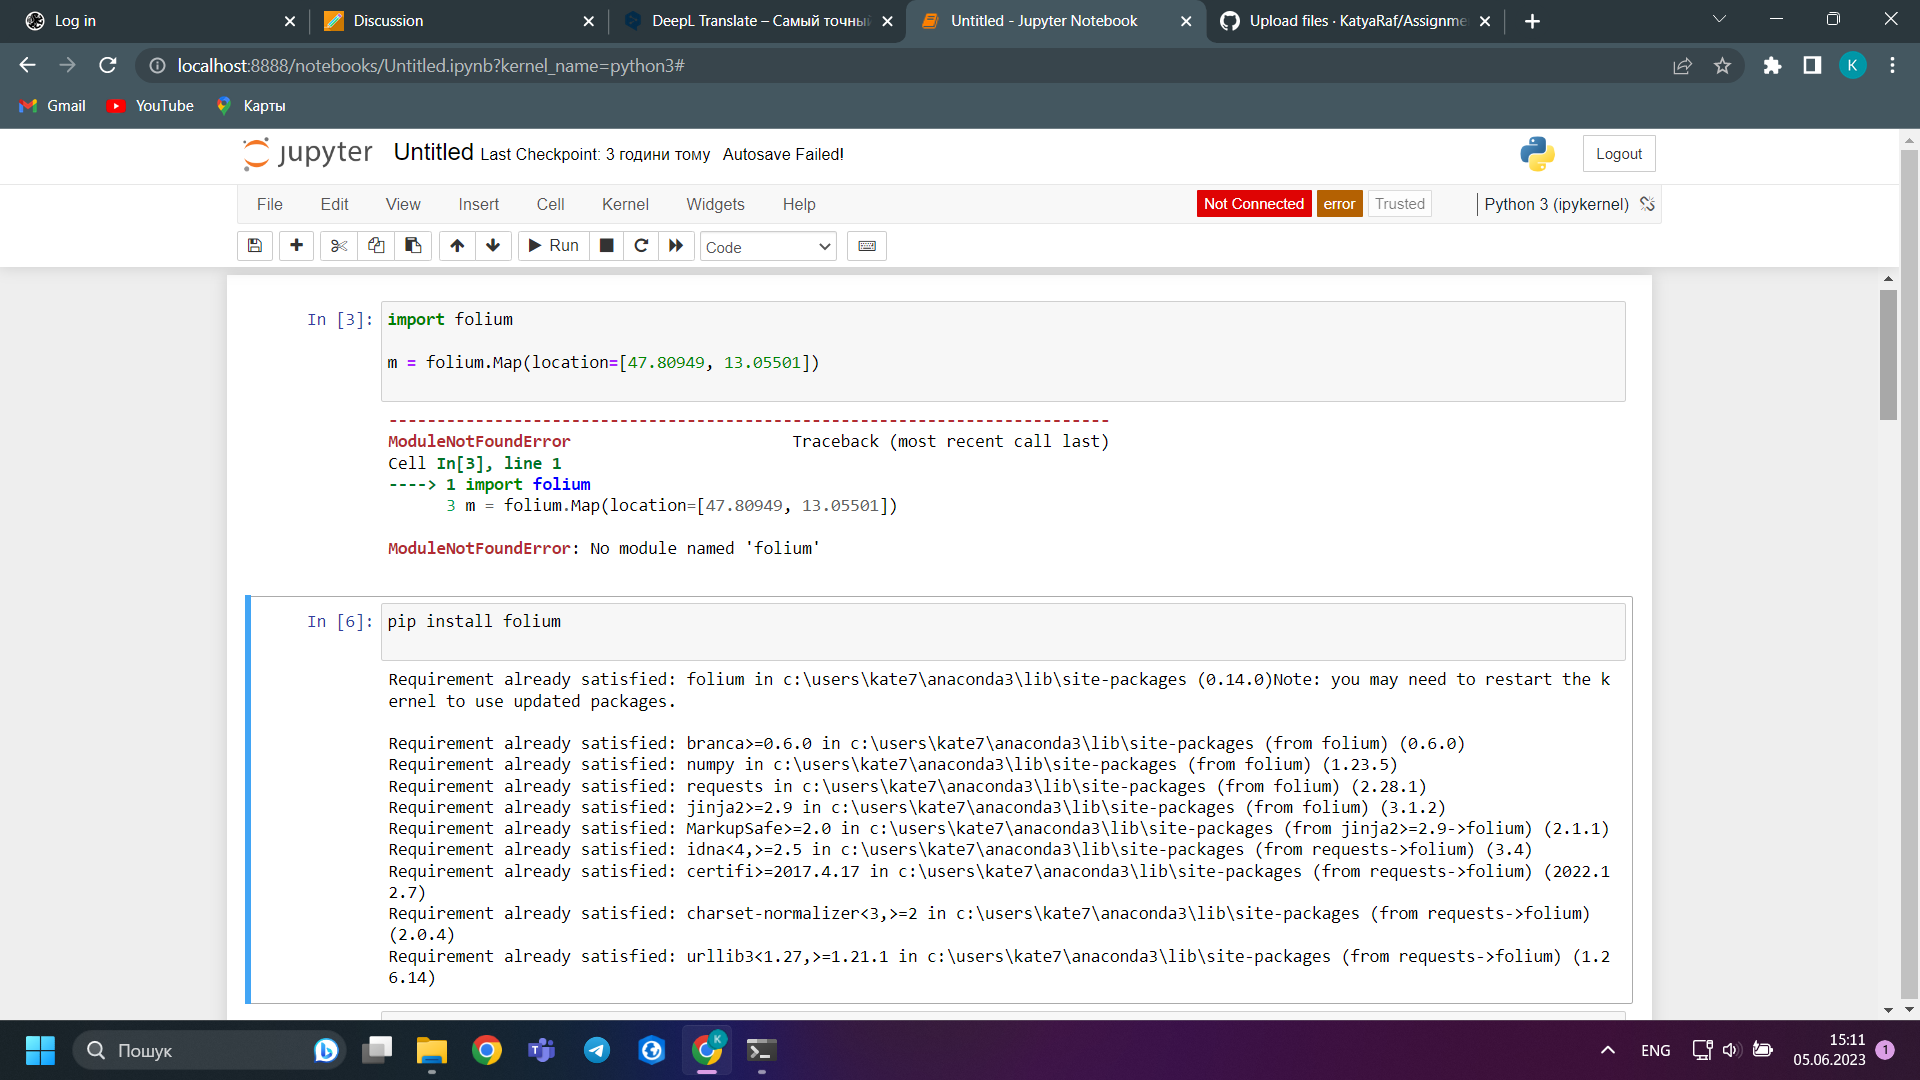 Log in
Discussion
DeepL Translate – Самый точны
Untitled - Jupyter Notebook
Upload files · KatyaRaf/Assignme
localhost:8888/notebooks/Untitled.ipynb?kernel_name=python3#
K
Gmail
YouTube
Карты
jupyter Untitled Last Checkpoint: 3 години тому Autosave Failed!
Logout
File Edit View Insert Cell Kernel Widgets Help
Not Connected error Trusted Python 3 (ipykernel)
Run Code
In [3]: import folium
m = folium.Map(location=[47.80949, 13.05501])
---------------------------------------------------------------------------
ModuleNotFoundError Traceback (most recent call last)
Cell In[3], line 1
----> 1 import folium
3 m = folium.Map(location=[47.80949, 13.05501])
ModuleNotFoundError: No module named 'folium'
In [6]: pip install folium
Requirement already satisfied: folium in c:\users\kate7\anaconda3\lib\site-packages (0.14.0)Note: you may need to restart the k
ernel to use updated packages.
Requirement already satisfied: branca>=0.6.0 in c:\users\kate7\anaconda3\lib\site-packages (from folium) (0.6.0)
Requirement already satisfied: numpy in c:\users\kate7\anaconda3\lib\site-packages (from folium) (1.23.5)
Requirement already satisfied: requests in c:\users\kate7\anaconda3\lib\site-packages (from folium) (2.28.1)
Requirement already satisfied: jinja2>=2.9 in c:\users\kate7\anaconda3\lib\site-packages (from folium) (3.1.2)
Requirement already satisfied: MarkupSafe>=2.0 in c:\users\kate7\anaconda3\lib\site-packages (from jinja2>=2.9->folium) (2.1.1)
Requirement already satisfied: idna<4,>=2.5 in c:\users\kate7\anaconda3\lib\site-packages (from requests->folium) (3.4)
Requirement already satisfied: certifi>=2017.4.17 in c:\users\kate7\anaconda3\lib\site-packages (from requests->folium) (2022.1
2.7)
Requirement already satisfied: charset-normalizer<3,>=2 in c:\users\kate7\anaconda3\lib\site-packages (from requests->folium)
(2.0.4)
Requirement already satisfied: urllib3<1.27,>=1.21.1 in c:\users\kate7\anaconda3\lib\site-packages (from requests->folium) (1.2
6.14)
Пошук
K
ENG
15:11
05.06.2023
1